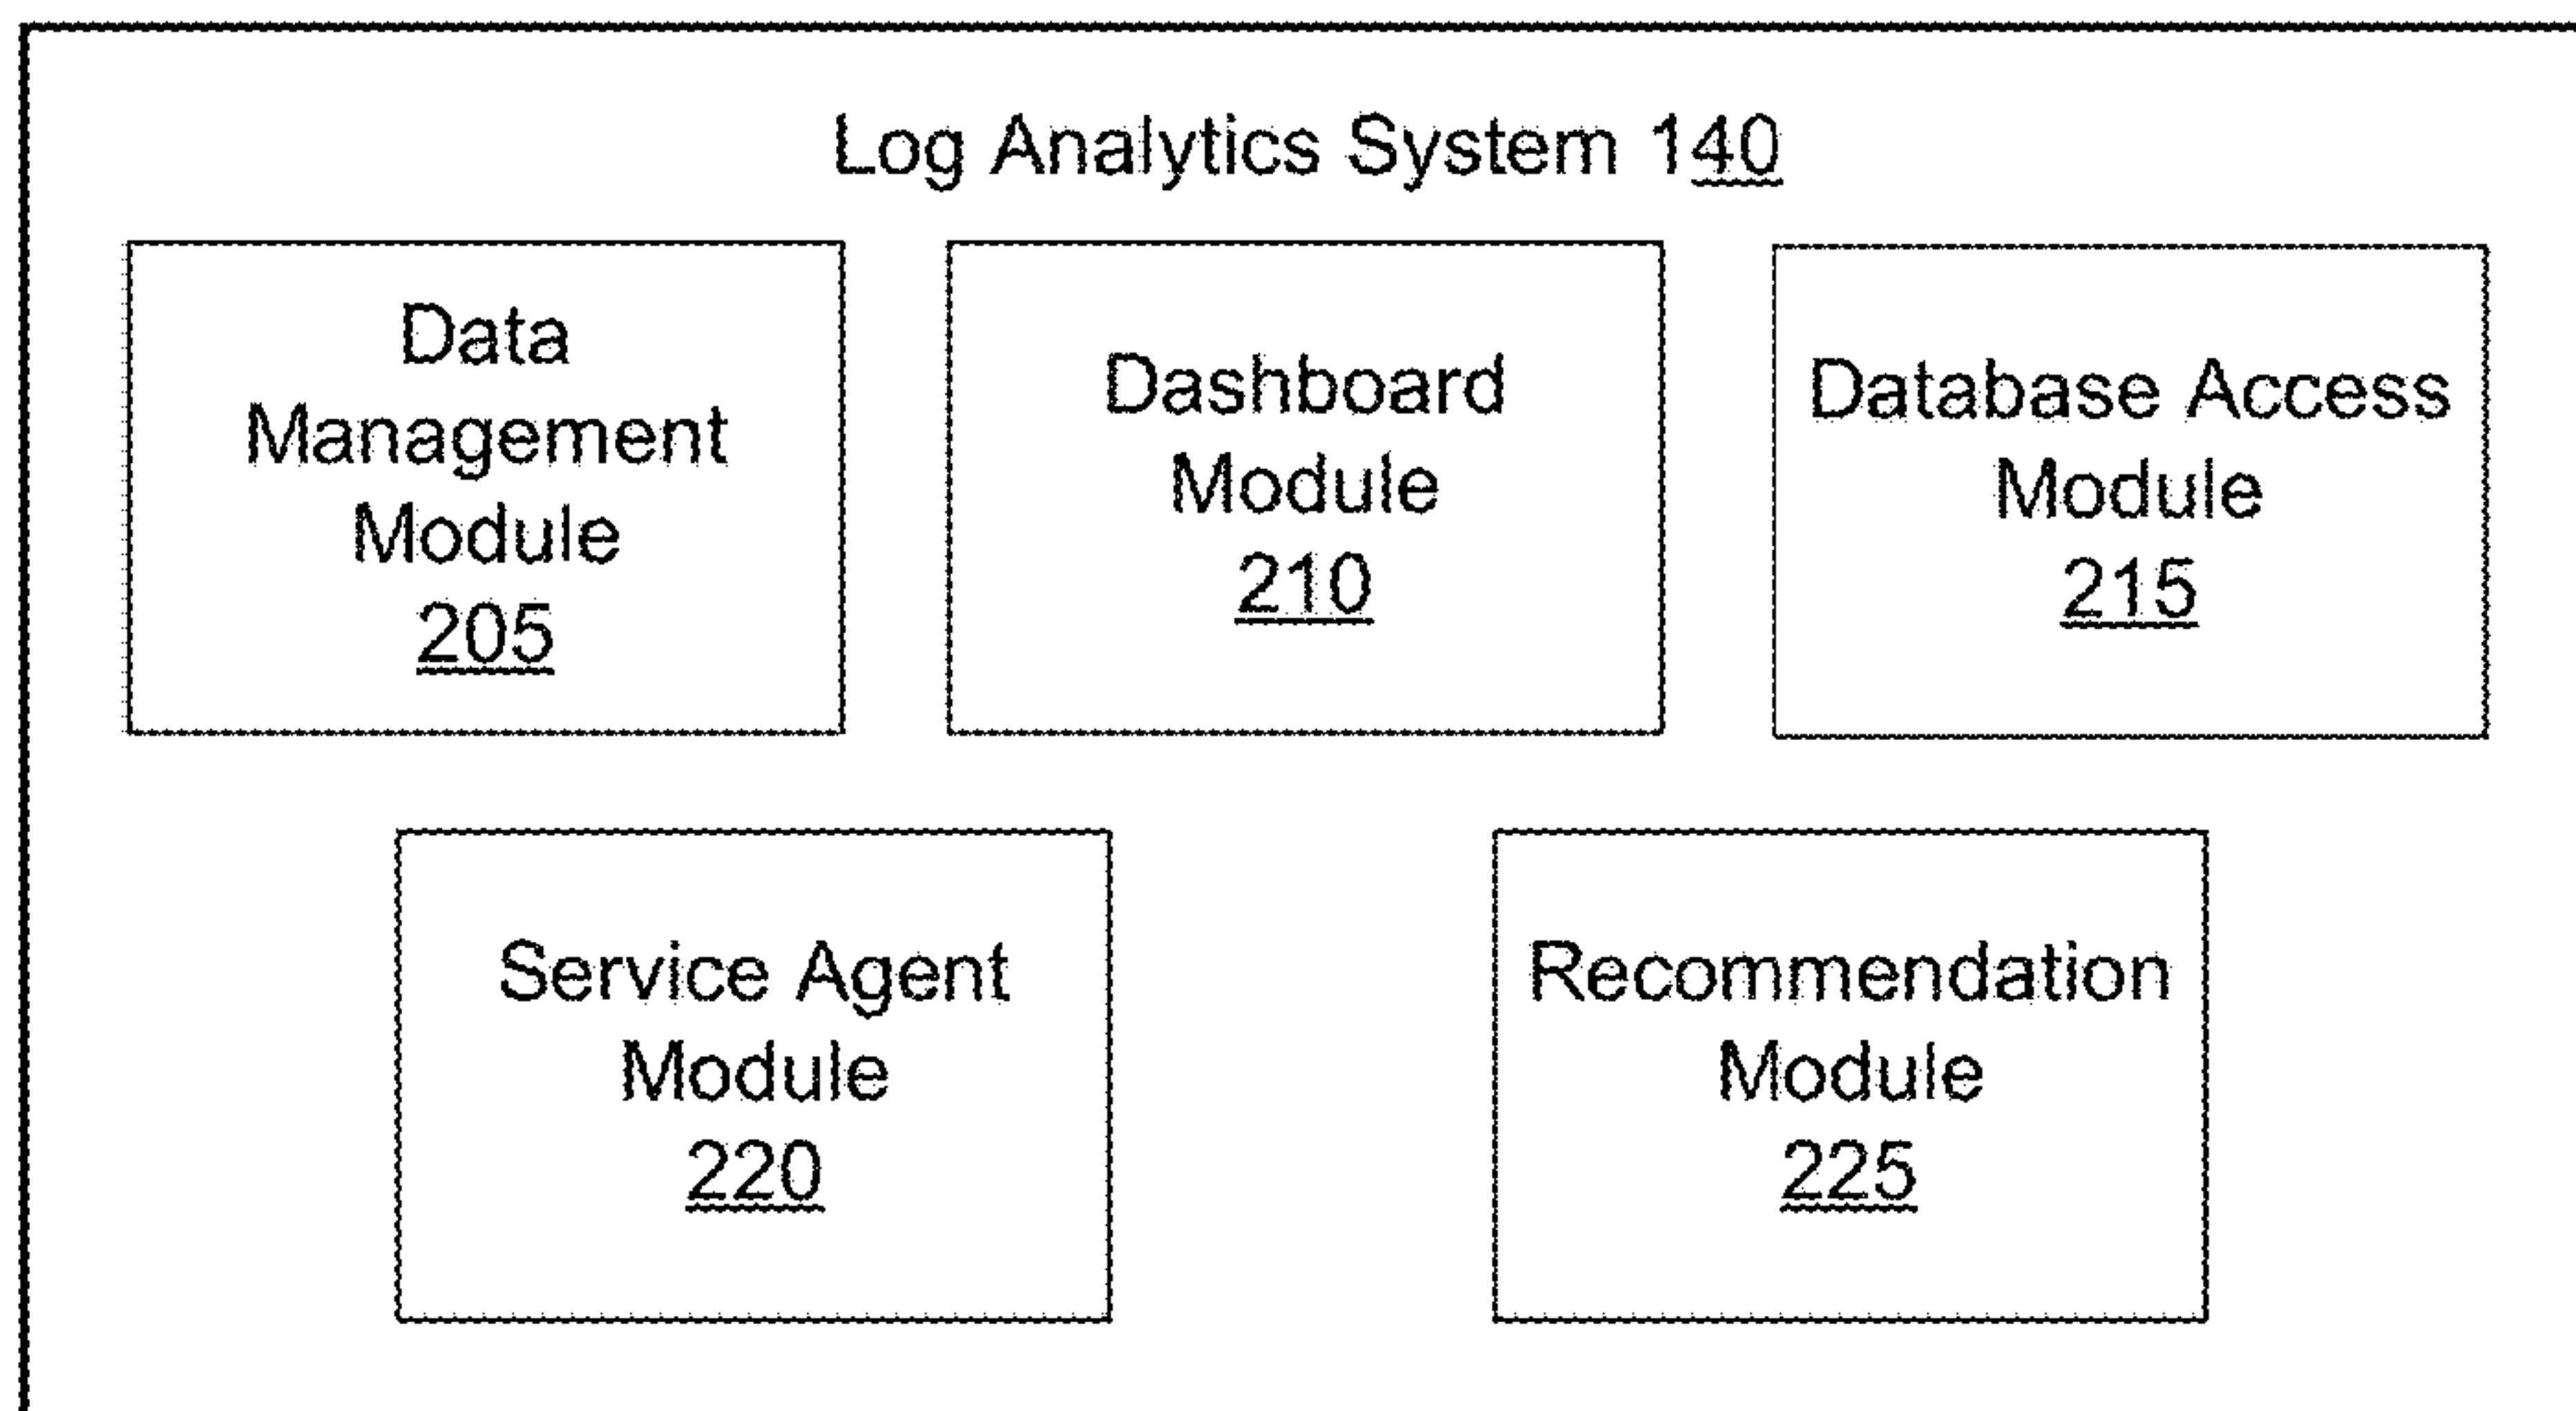 Log Analytics System 140
Data
Management
Module
205
Dashboard
Module
210
Database Access
Module
215
Service Agent
Module
220
Recommendation
Module
225